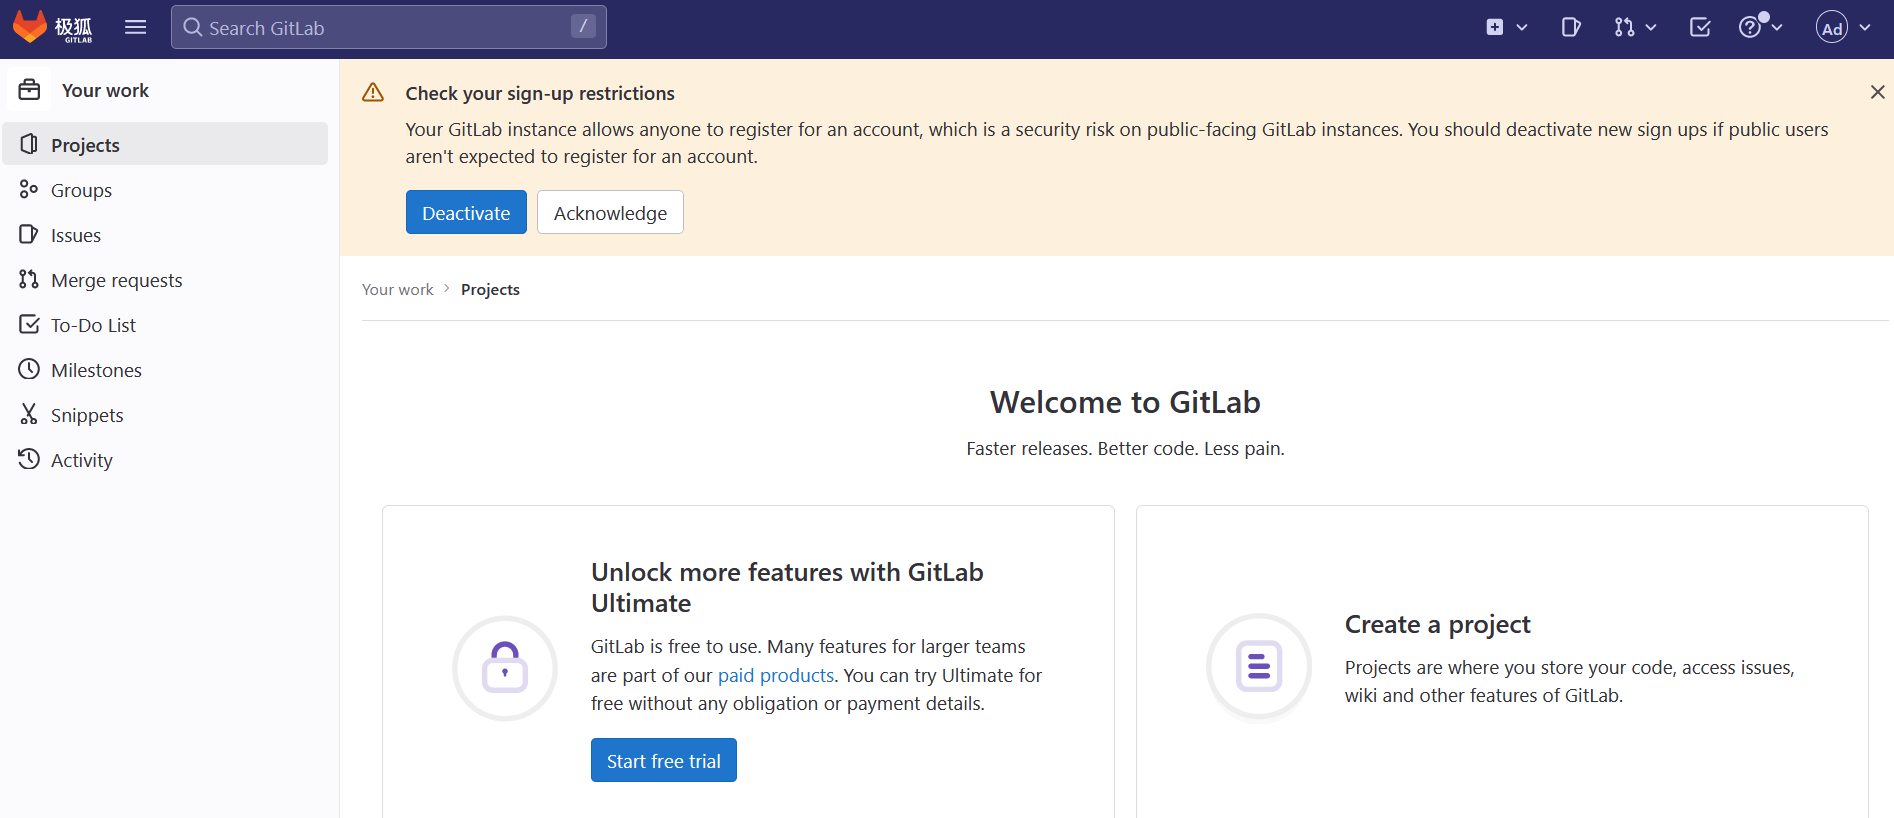 极狐
GITLAB
Search GitLab
/
Ad
Your work
Projects
Groups
Issues
Merge requests
To-Do List
Milestones
Snippets
Activity
Check your sign-up restrictions
Your GitLab instance allows anyone to register for an account, which is a security risk on public-facing GitLab instances. You should deactivate new sign ups if public users
aren't expected to register for an account.
Deactivate
Acknowledge
Your work
Projects
Welcome to GitLab
Faster releases. Better code. Less pain.
Unlock more features with GitLab
Ultimate
GitLab is free to use. Many features for larger teams
are part of our paid products. You can try Ultimate for
free without any obligation or payment details.
Start free trial
Create a project
Projects are where you store your code, access issues,
wiki and other features of GitLab.